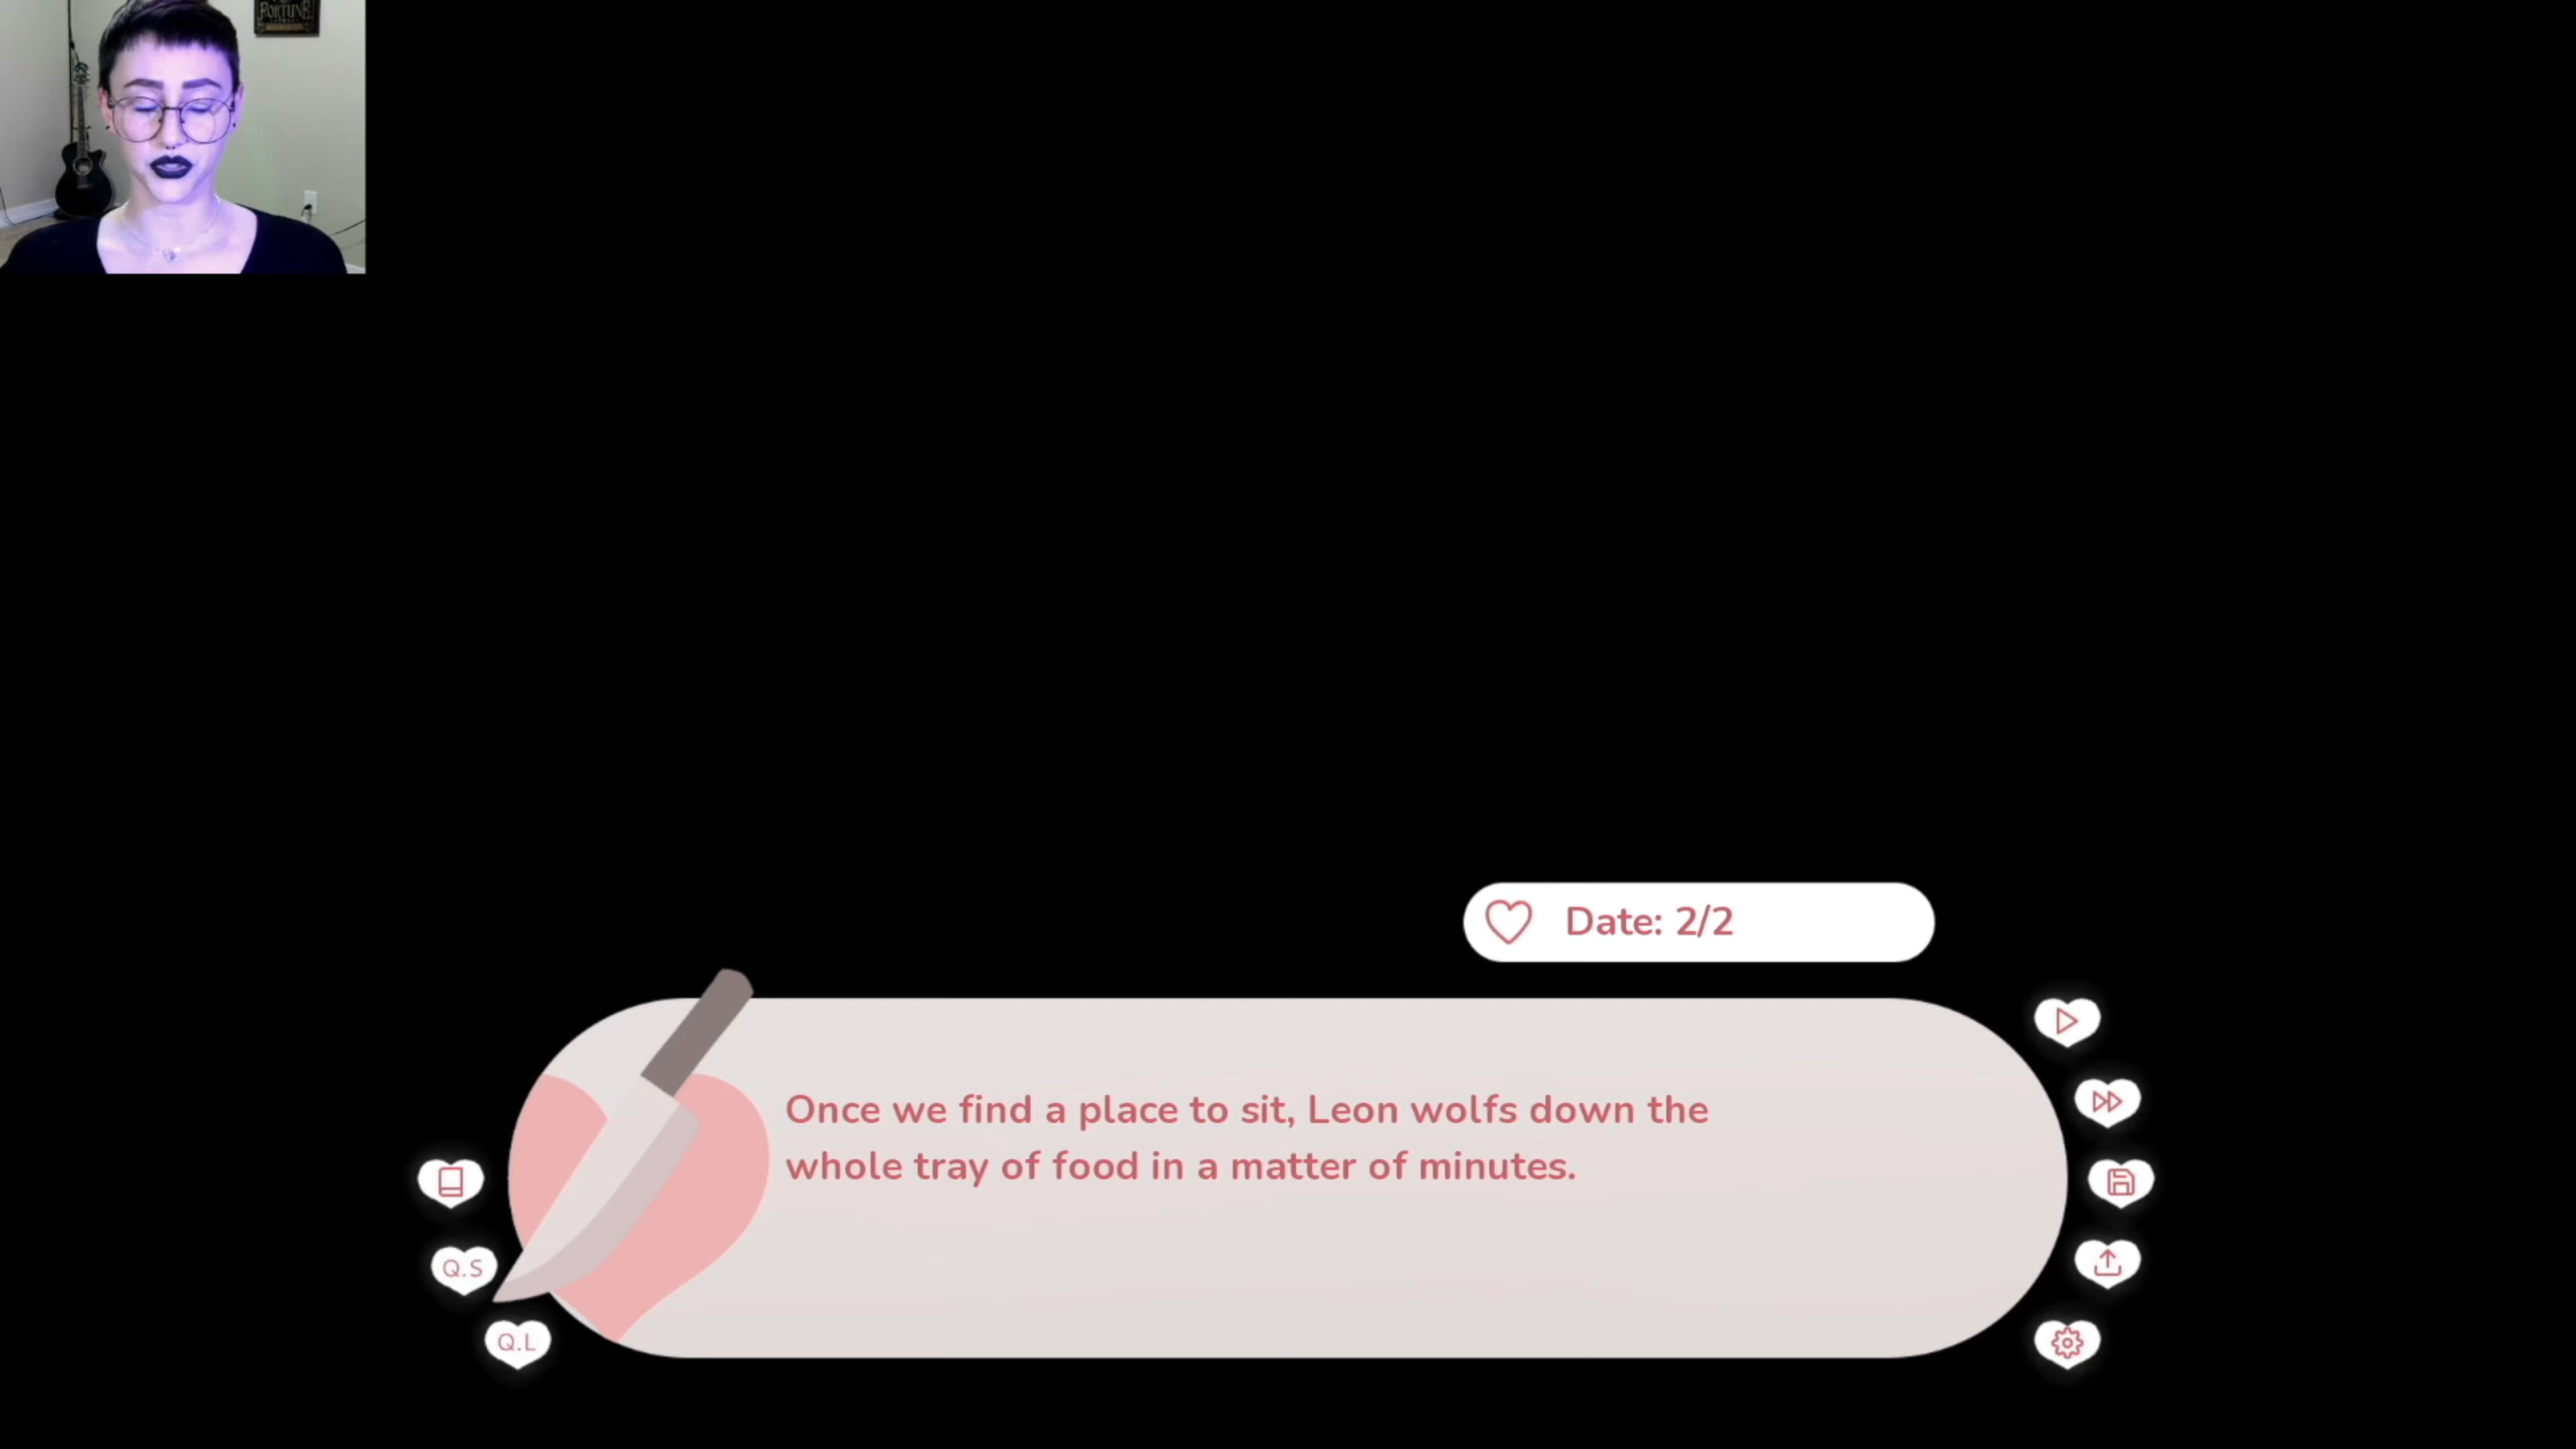 FORTUNE
Date: 2/2
Once we find a place to sit, Leon wolfs down the
whole tray of food in a matter of minutes.
Q.S
Q.L